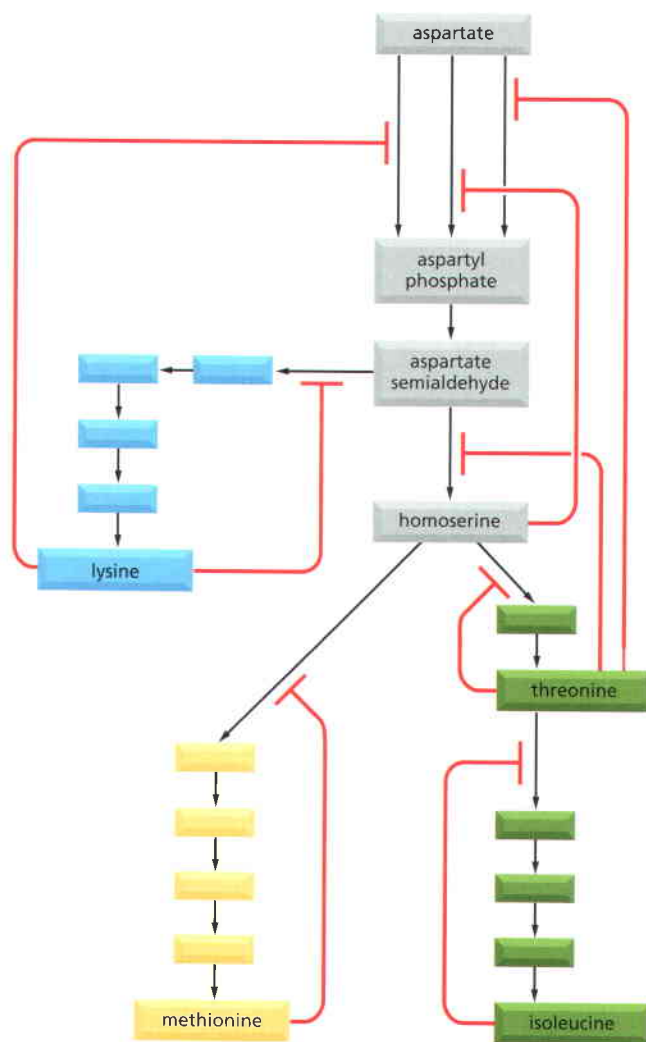 aspartate
aspartyl
phosphate
aspartate
semialdehyde
homoserine
lysine
threonine
methionine
isoleucine